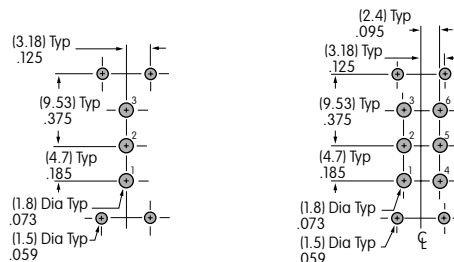 (3.18) Typ
.125
(9.53) Typ
.375
(4.7) Typ
.185
(1.8) Dia Typ
.073
(1.5) Dia Typ
.059
3
2
1
(2.4) Typ
.095
(3.18) Typ
.125
(9.53) Typ
.375
(4.7) Typ
.185
(1.8) Dia Typ
.073
(1.5) Dia Typ
.059
3
6
2
5
1
4
℄